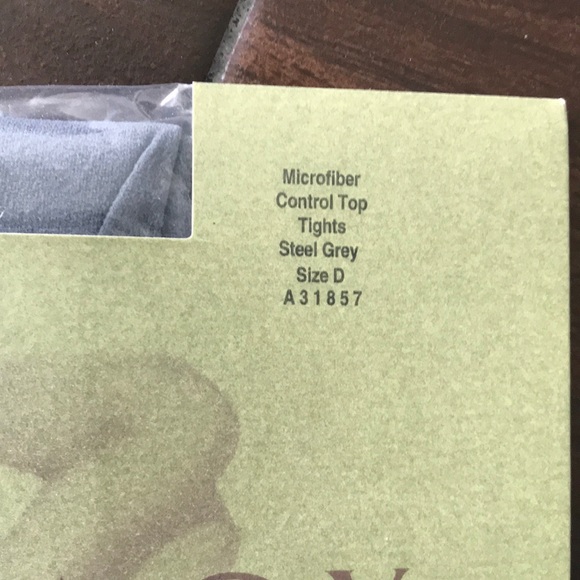 Microfiber
Control Top
Tights
Steel Grey
Size D
A31857